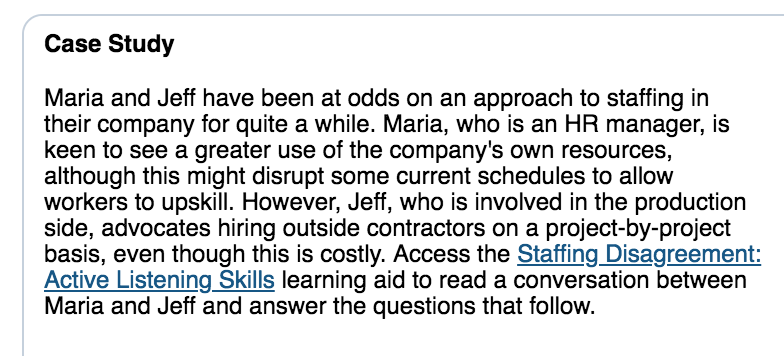 Case Study
Maria and Jeff have been at odds on an approach to staffing in
their company for quite a while. Maria, who is an HR manager, is
keen to see a greater use of the company's own resources,
although this might disrupt some current schedules to allow
workers to upskill. However, Jeff, who is involved in the production
side, advocates hiring outside contractors on a project-by-project
basis, even though this is costly. Access the Staffing Disagreement:
Active Listening Skills learning aid to read a conversation between
Maria and Jeff and answer the questions that follow.